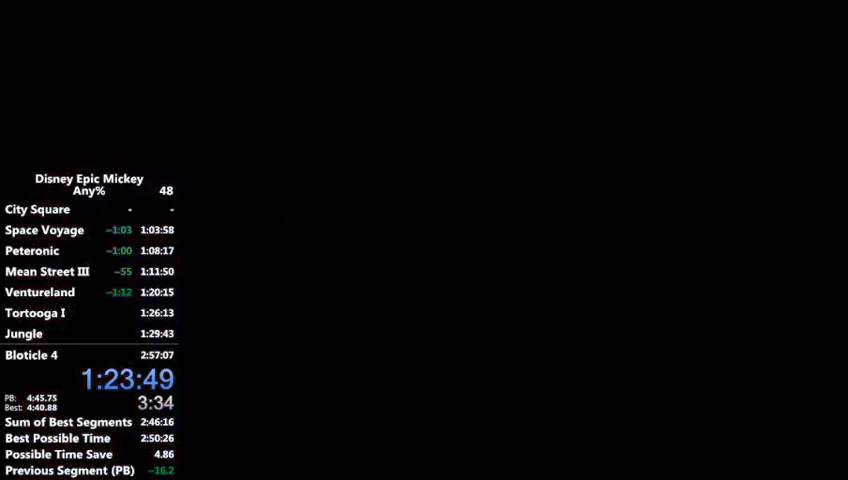 Disney Epic Mickey
Any% 48
City Square - -
Space Voyage −1:03 1:03:58
Peteronic −1:00 1:08:17
Mean Street III −55 1:11:50
Ventureland −1:12 1:20:15
Tortooga I 1:26:13
Jungle 1:29:43
Bloticle 4 2:57:07
1:23:49
PB: 4:45.75
Best: 4:40.88 3:34
Sum of Best Segments 2:46:16
Best Possible Time 2:50:26
Possible Time Save 4.86
Previous Segment (PB) −16.2